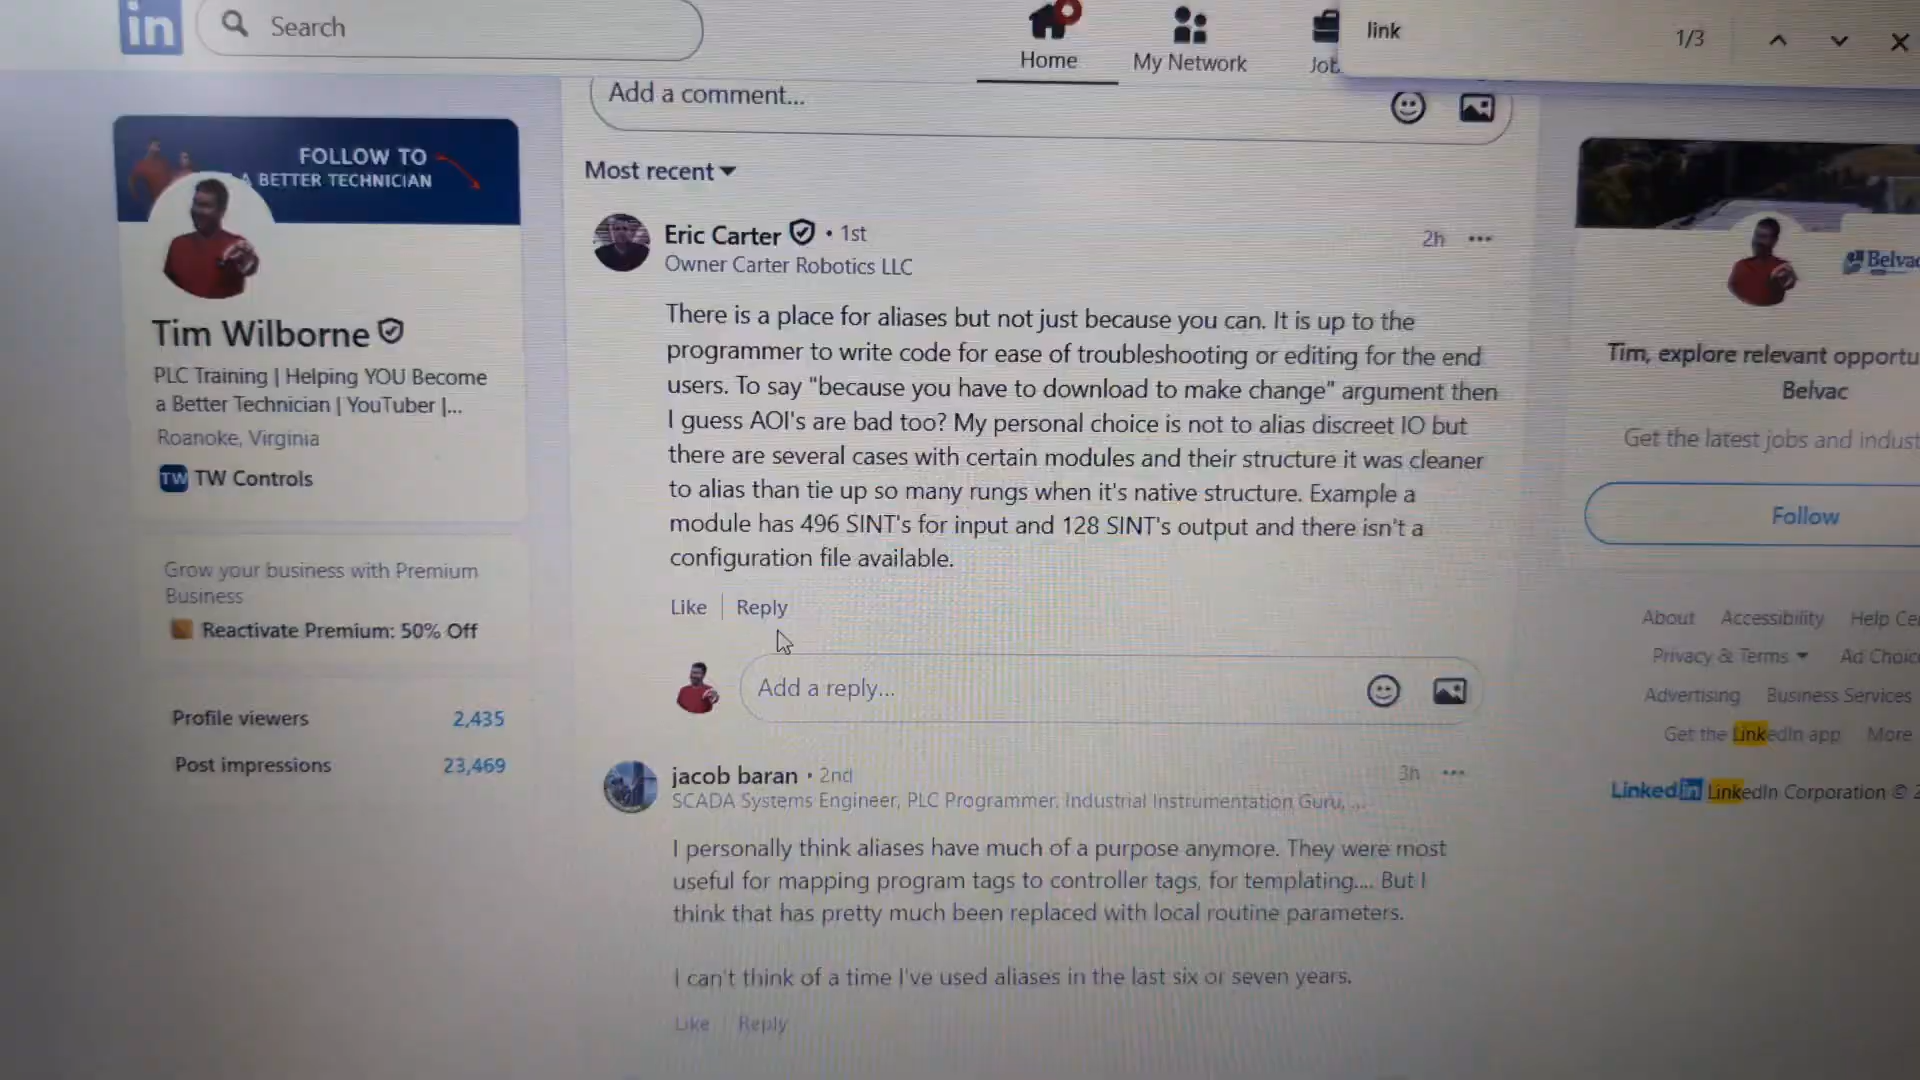 in
Search
Home
My Network
link
1/3
FOLLOW TO
A BETTER TECHNICIAN
Tim Wilborne
PLC Training | Helping YOU Become
a Better Technician | YouTuber |...
Roanoke, Virginia
TW TW Controls
Grow your business with Premium
Business
Reactivate Premium: 50% Off
Profile viewers 2,435
Post impressions 23,469
Add a comment...
Most recent
Eric Carter • 1st
2h
Owner Carter Robotics LLC
There is a place for aliases but not just because you can. It is up to the
programmer to write code for ease of troubleshooting or editing for the end
users. To say "because you have to download to make change" argument then
I guess AOI's are bad too? My personal choice is not to alias discreet IO but
there are several cases with certain modules and their structure it was cleaner
to alias than tie up so many rungs when it's native structure. Example a
module has 496 SINT's for input and 128 SINT's output and there isn't a
configuration file available.
Like Reply
Add a reply...
jacob baran • 2nd
3h
SCADA Systems Engineer, PLC Programmer, Industrial Instrumentation Guru, ...
I personally think aliases have much of a purpose anymore. They were most
useful for mapping program tags to controller tags, for templating.... But I
think that has pretty much been replaced with local routine parameters.
I can't think of a time I've used aliases in the last six or seven years.
Like Reply
Belvac
Tim, explore relevant
Belvac
Get the latest jobs and
Follow
About Accessibility Help
Privacy & Terms Ad
Advertising Business Services
Get the LinkedIn app More
LinkedIn LinkedIn Corporation ©